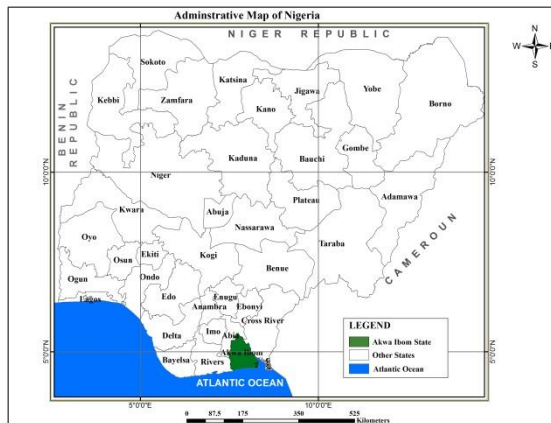 Adminstrative Map of Nigeria
NIGER REPUBLIC
N
W
S
BENIN REPUBLIC
Sokoto
Katsina
Kebbi
Zamfara
Kano
Jigawa
Yobe
Borno
Gombe
Kaduna
Bauchi
10°0'0"N
10°0'0"N
Niger
Adamawa
Plateau
Kwara
Abuja
Nassarawa
Oyo
Taraba
CAMEROUN
Ekiti
Kogi
Osun
Benue
Ogun
Ondo
Lagos
Edo
Enugu
Anambra
Ebonyi
Cross River
Imo
Abia
Delta
Akwa Ibom
Bayelsa
Rivers
5°0'0"N
5°0'0"N
ATLANTIC OCEAN
LEGEND
Akwa Ibom State
Other States
Atlantic Ocean
5°0'0"E
10°0'0"E
0 87.5 175 350 525
Kilometers